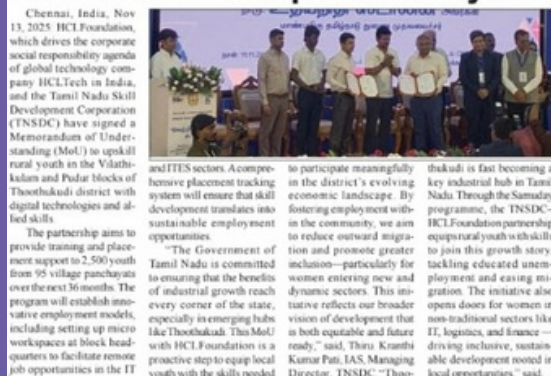 மாண்புமிகு தமிழ்நாடு துணை முதலமைச்சர்
Chennai, India, Nov
13, 2025: HCLFoundation,
which drives the corporate
social responsibility agenda
of global technology com-
pany HCLTech in India,
and the Tamil Nadu Skill
Development Corporation
(TNSDC) have signed a
Memorandum of Under-
standing (MoU) to upskill
rural youth in the Vilathi-
kulam and Pudur blocks of
Thoothukudi district with
digital technologies and al-
lied skills.
The partnership aims to
provide training and place-
ment support to 2,500 youth
from 95 village panchayats
over the next 36 months. The
program will establish inno-
vative employment models,
including setting up micro
workspaces at block head-
quarters to facilitate remote
job opportunities in the IT
and ITES sectors. A compre-
hensive placement tracking
system will ensure that skill
development translates into
sustainable employment
opportunities.
"The Government of
Tamil Nadu is committed
to ensuring that the benefits
of industrial growth reach
every corner of the state,
especially in emerging hubs
like Thoothukudi. This MoU
with HCLFoundation is a
proactive step to equip local
youth with the skills needed
to participate meaningfully
in the district's evolving
economic landscape. By
fostering employment with-
in the community, we aim
to reduce outward migra-
tion and promote greater
inclusion—particularly for
women entering new and
dynamic sectors. This ini-
tiative reflects our broader
vision of development that
is both equitable and future
ready," said, Thiru. Kranthi
Kumar Pati, IAS, Managing
Director, TNSDC "Thoo-
thukudi is fast becoming a
key industrial hub in Tamil
Nadu. Through the Samuday
programme, the TNSDC-
HCLFoundation partnership
equips rural youth with skills
to join this growth story
tackling educated unem-
ployment and easing mi-
gration. The initiative also
opens doors for women in
non-traditional sectors like
IT, logistics, and finance —
driving inclusive, sustain-
able development rooted in
local opportunities," said